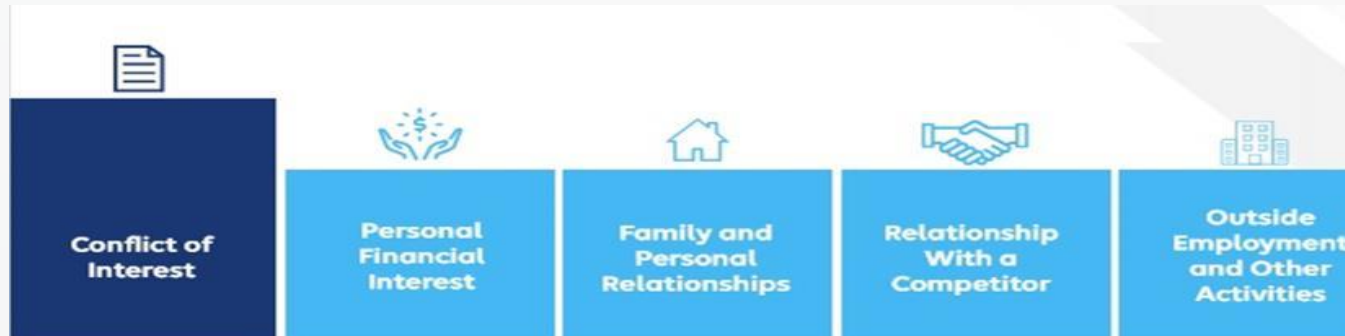 Conflict of
Interest
Personal
Financial
Interest
Family and
Personal
Relationships
Relationship
With a
Competitor
Outside
Employment
and Other
Activities